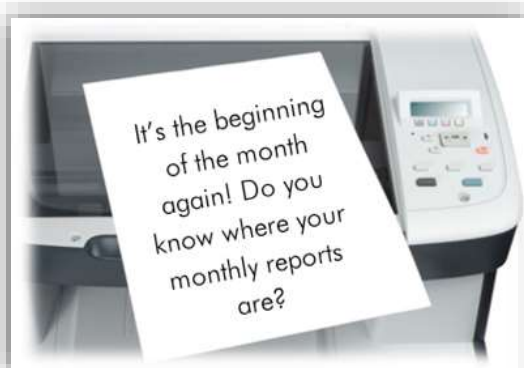 It's the beginning
of the month
again! Do you
know where your
monthly reports
are?